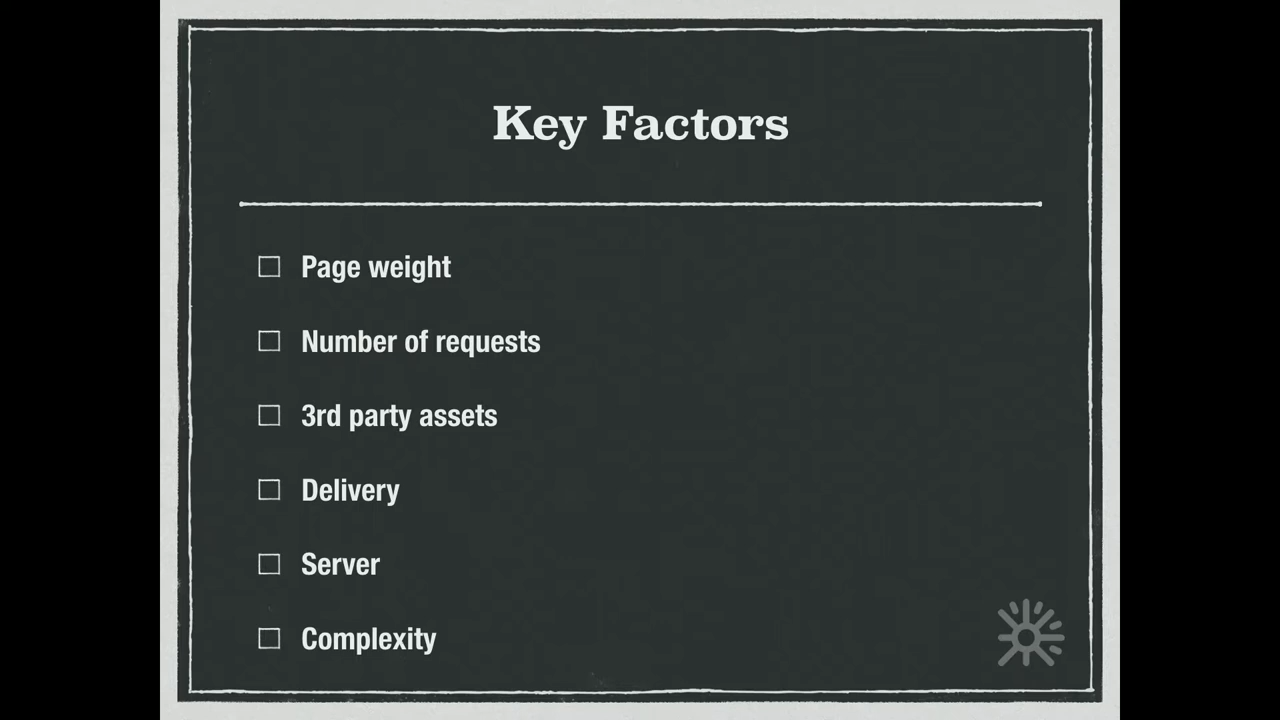 Key Factors
Page weight
Number of requests
3rd party assets
Delivery
Server
Complexity